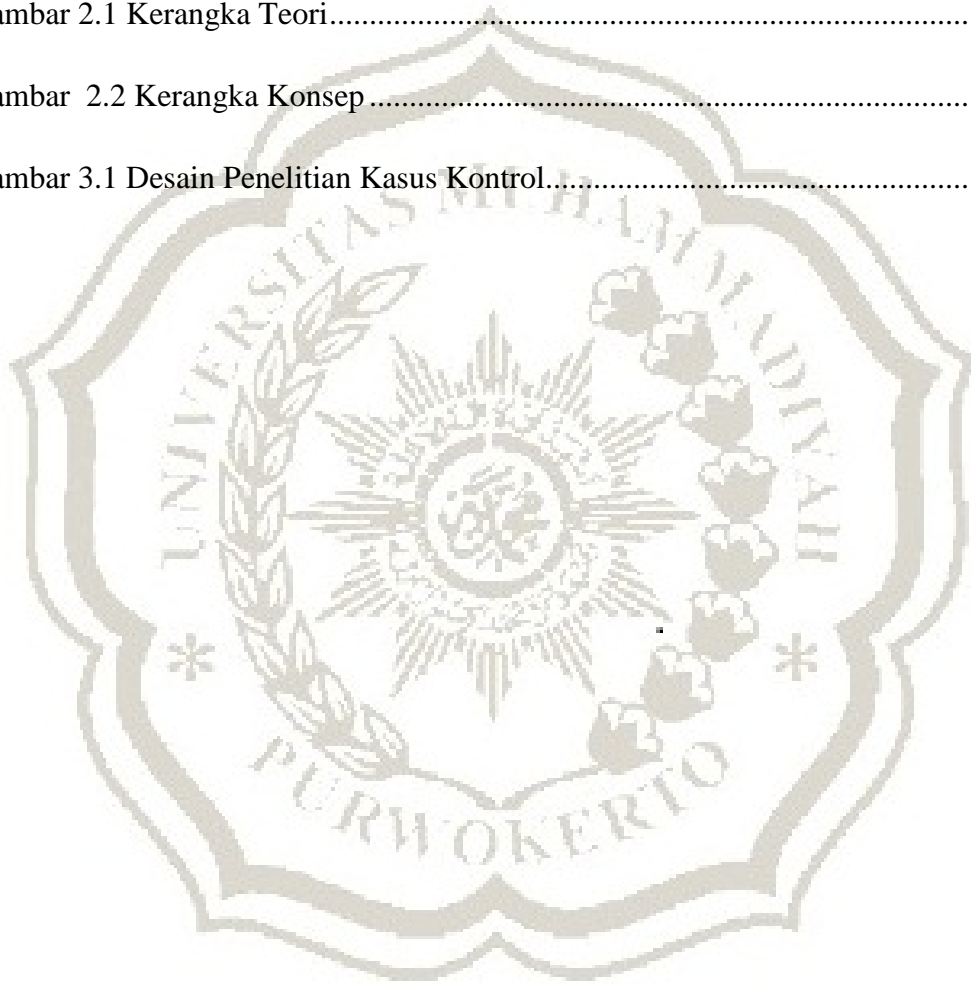 ambar 2.1 Kerangka Teori
ambar 2.2 Kerangka Konsep
ambar 3.1 Desain Penelitian Kasus Kontrol
UNIVERSITAS MUHAMMADIYAH
PURWOKERTO